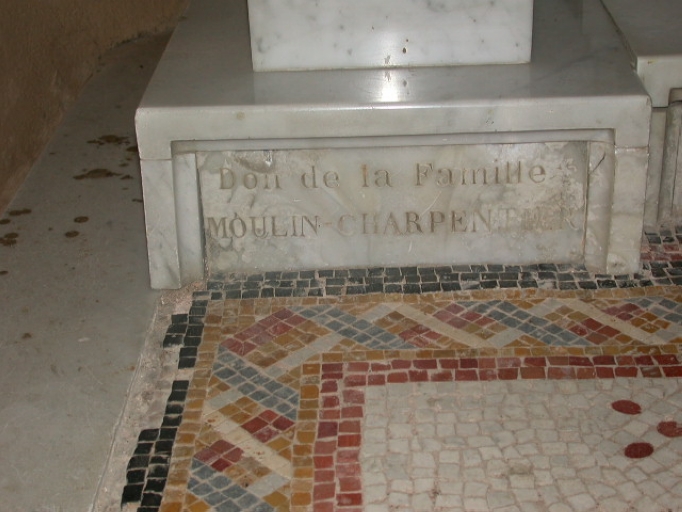 Don de la Famille
MOULIN-CHARPENTIER